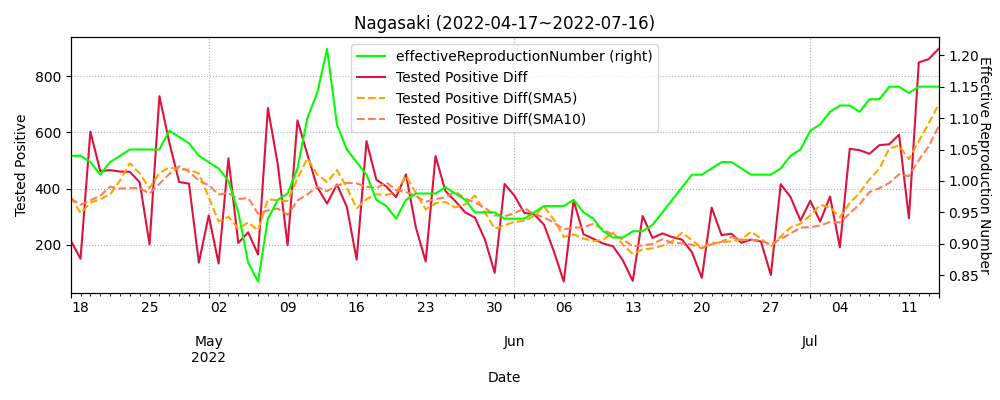 Nagasaki (2022-04-17~2022-07-16)
effectiveReproductionNumber (right)
Tested Positive Diff
Tested Positive Diff(SMA5)
Tested Positive Diff(SMA10)
Tested Positive
800
600
400
200
1.20
1.15
1.10
1.05
1.00
0.95
0.90
0.85
Effective Reproduction Number
18 25 02 09 16 23 30 06 13 20 27 04 11
May Jun Jul
2022
Date